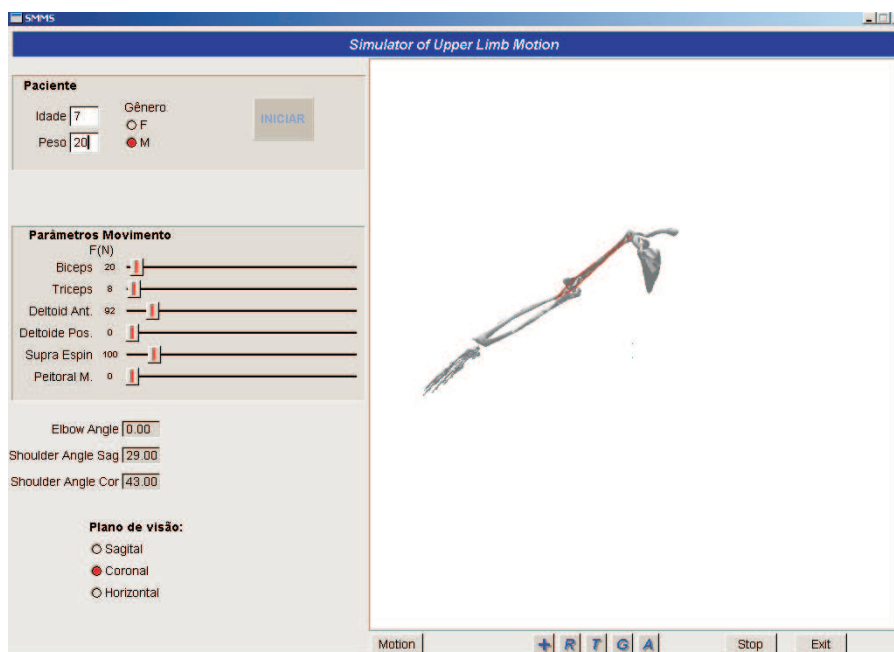 SMMS
Simulator of Upper Limb Motion
Paciente
Idade 7
Peso 20
Gênero
F
M
INICIAR
Parâmetros Movimento
F(N)
Biceps 20
Triceps 8
Deltoid Ant. 92
Deltoide Pos. 0
Supra Espin 100
Peitoral M. 0
Elbow Angle 0.00
Shoulder Angle Sag 29.00
Shoulder Angle Cor 43.00
Plano de visão:
Sagital
Coronal
Horizontal
Motion + R T G A Stop Exit